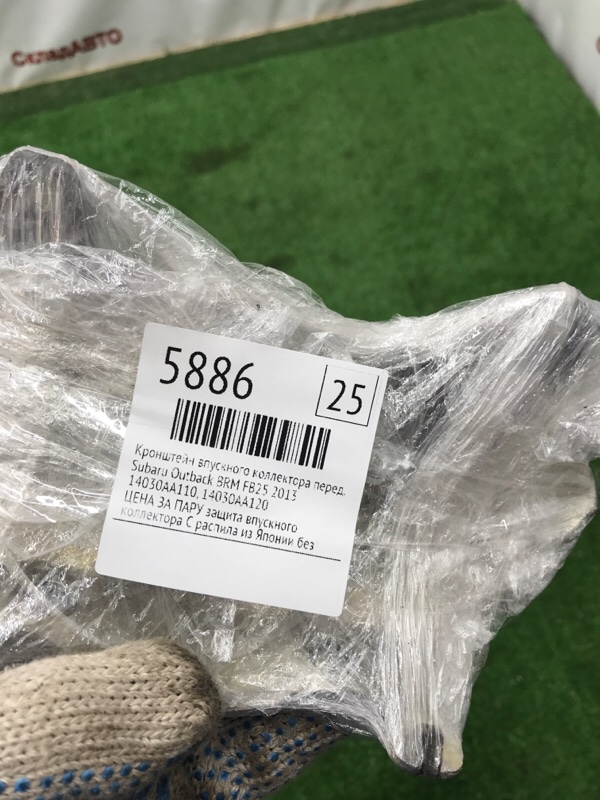 СкладАВТО
5886
25
Кронштейн впускного коллектора перед.
Subaru Outback BRM FB25 2013
14030AA110, 14030AA120
ЦЕНА ЗА ПАРУ защита впускного
коллектора С распила из Японии без